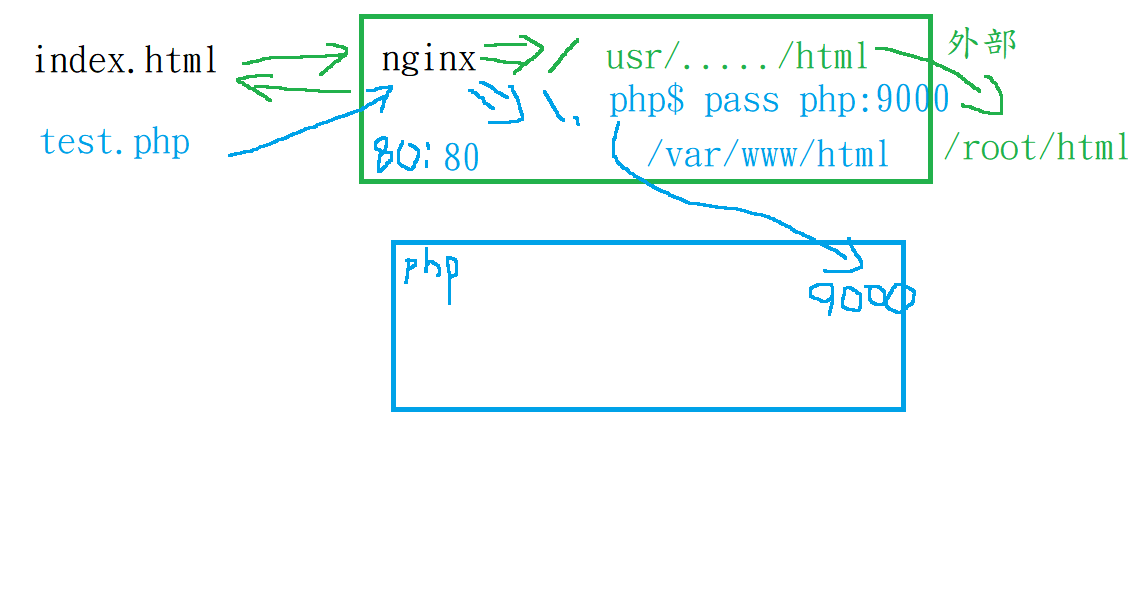 index.html
nginx / usr/...../html 外部
test.php
\. php$ pass php:9000
80:80 /var/www/html /root/html
php
9000